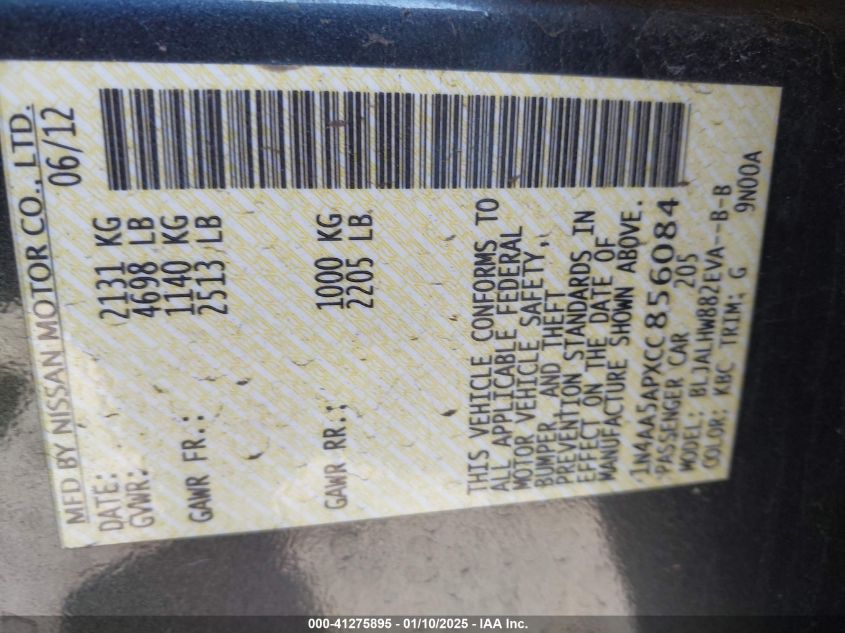 MFD BY NISSAN MOTOR CO., LTD.
DATE: 06/12
GVWR: 2131 KG
4698 LB
GAWR FR.: 1140 KG
2513 LB
GAWR RR.: 1000 KG
2205 LB.
THIS VEHICLE CONFORMS TO
ALL APPLICABLE FEDERAL
MOTOR VEHICLE SAFETY,
BUMPER, AND THEFT
PREVENTION STANDARDS IN
EFFECT ON THE DATE OF
MANUFACTURE SHOWN ABOVE.
1N4AA5APXCC856084
PASSENGER CAR 205
MODEL: BLJALHW882EVA--B-B
COLOR: KBC TRIM: G 9N00A
000-41275895 - 01/10/2025 - IAA Inc.